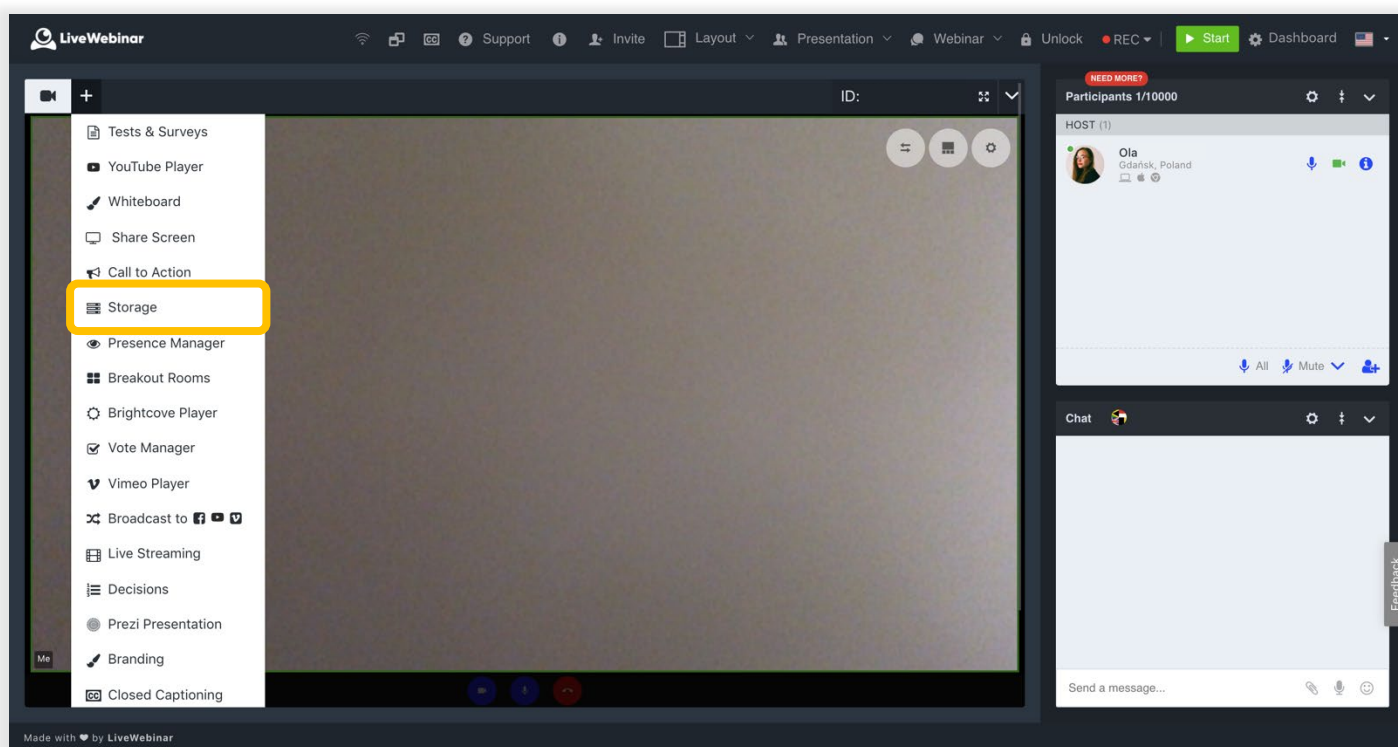 LiveWebinar
CC Support Invite Layout Presentation Webinar Unlock REC Start Dashboard
ID:
Tests & Surveys
YouTube Player
Whiteboard
Share Screen
Call to Action
Storage
Presence Manager
Breakout Rooms
Brightcove Player
Vote Manager
Vimeo Player
Broadcast to
Live Streaming
Decisions
Prezi Presentation
Branding
CC Closed Captioning
Me
NEED MORE?
Participants 1/10000
HOST (1)
Ola
Gdańsk, Poland
All Mute
Chat
Send a message...
Feedback
Made with ♥ by LiveWebinar